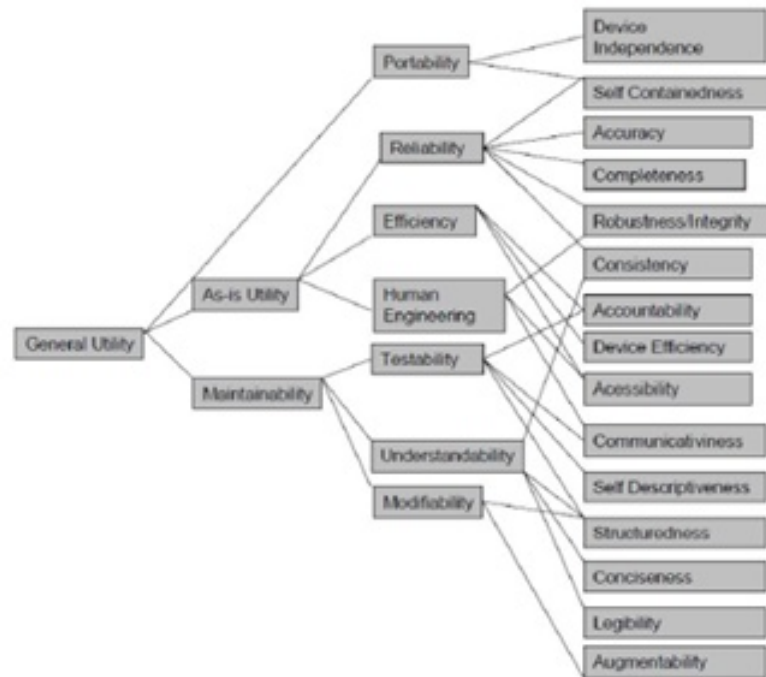 Device
Independence
Portability
Self Containedness
Accuracy
Reliability
Completeness
Efficiency
Robustness/Integrity
Consistency
As-is Utility
Human
Engineering
Accountability
General Utility
Device Efficiency
Testability
Acessibility
Maintainability
Communicativiness
Understandability
Self Descriptiveness
Modifiability
Structuredness
Conciseness
Legibility
Augmentability